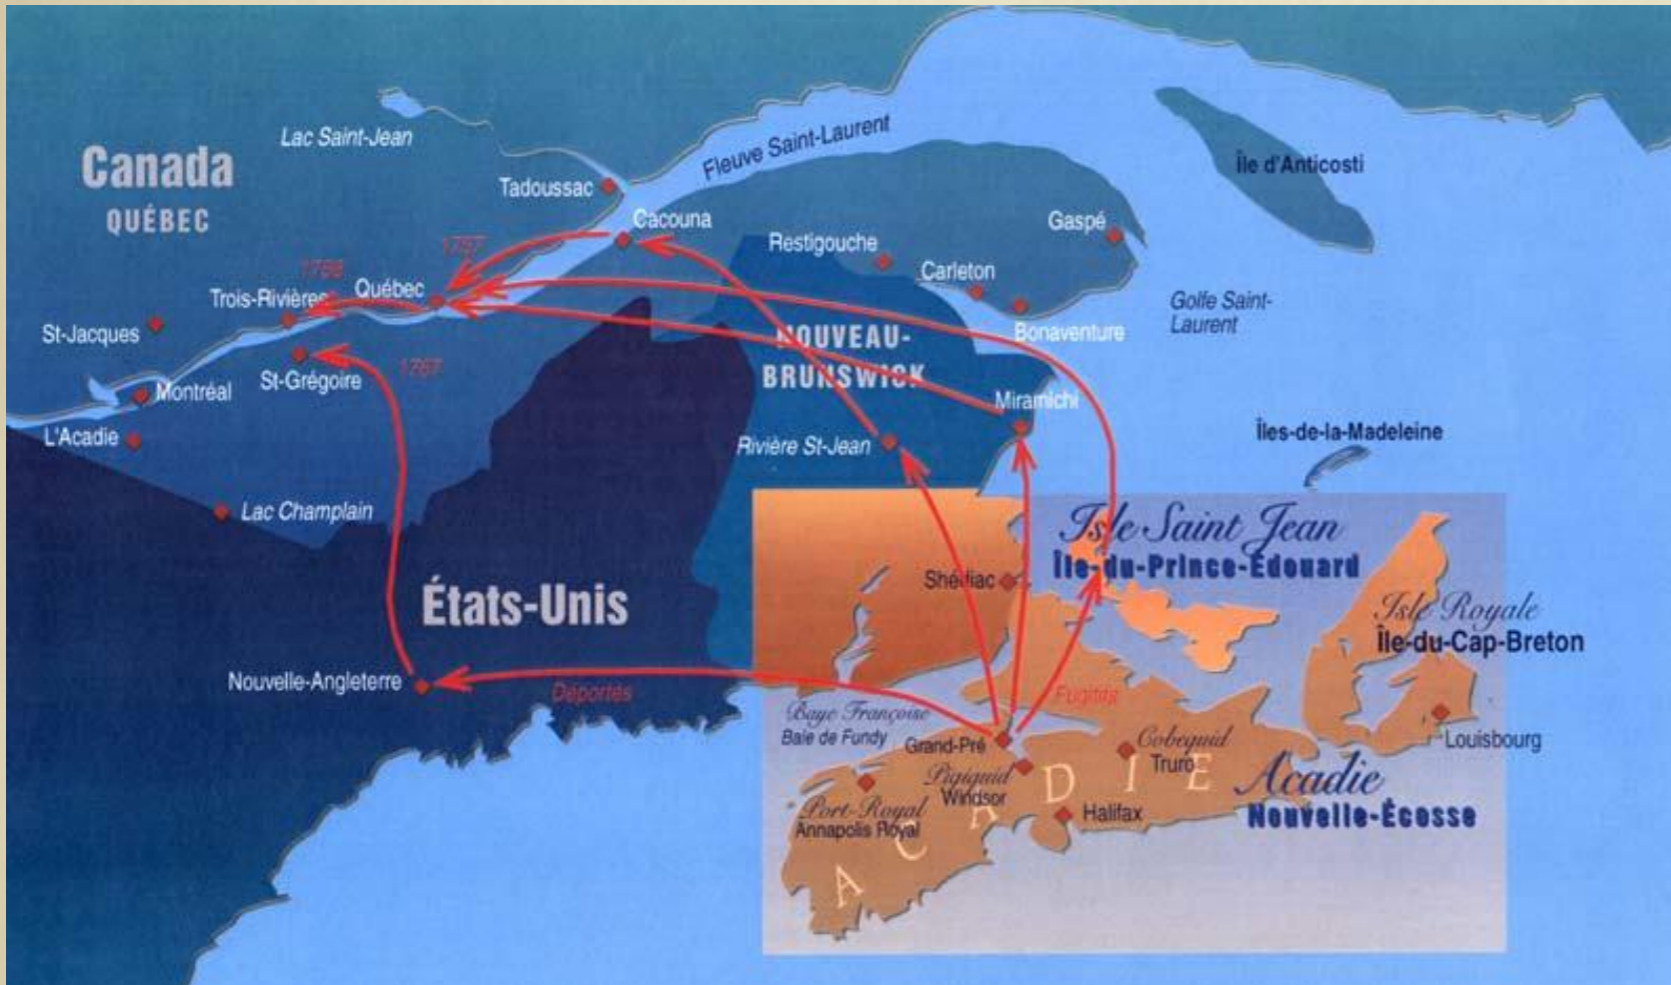 Canada
QUÉBEC
Lac Saint-Jean
Tadoussac
Fleuve Saint-Laurent
Cacouna
Île d'Anticosti
Gaspé
Restigouche
Carleton
Bonaventure
Golfe Saint-
Laurent
1757
Québec
Trois-Rivières
St-Jacques
St-Grégoire
1767
Montréal
L'Acadie
Lac Champlain
NOUVEAU-
BRUNSWICK
Miramichi
Rivière St-Jean
Îles-de-la-Madeleine
États-Unis
Nouvelle-Angleterre
Déportés
Isle Saint Jean
Île-du-Prince-Édouard
Shédiac
Isle Royale
Île-du-Cap-Breton
Fugitifs
Baye Françoise
Baie de Fundy
Grand-Pré
Cobequid
Truro
Louisbourg
Pigiguid
Windsor
Acadie
Nouvelle-Écosse
Halifax
Port-Royal
Annapolis Royal
A C A D I E